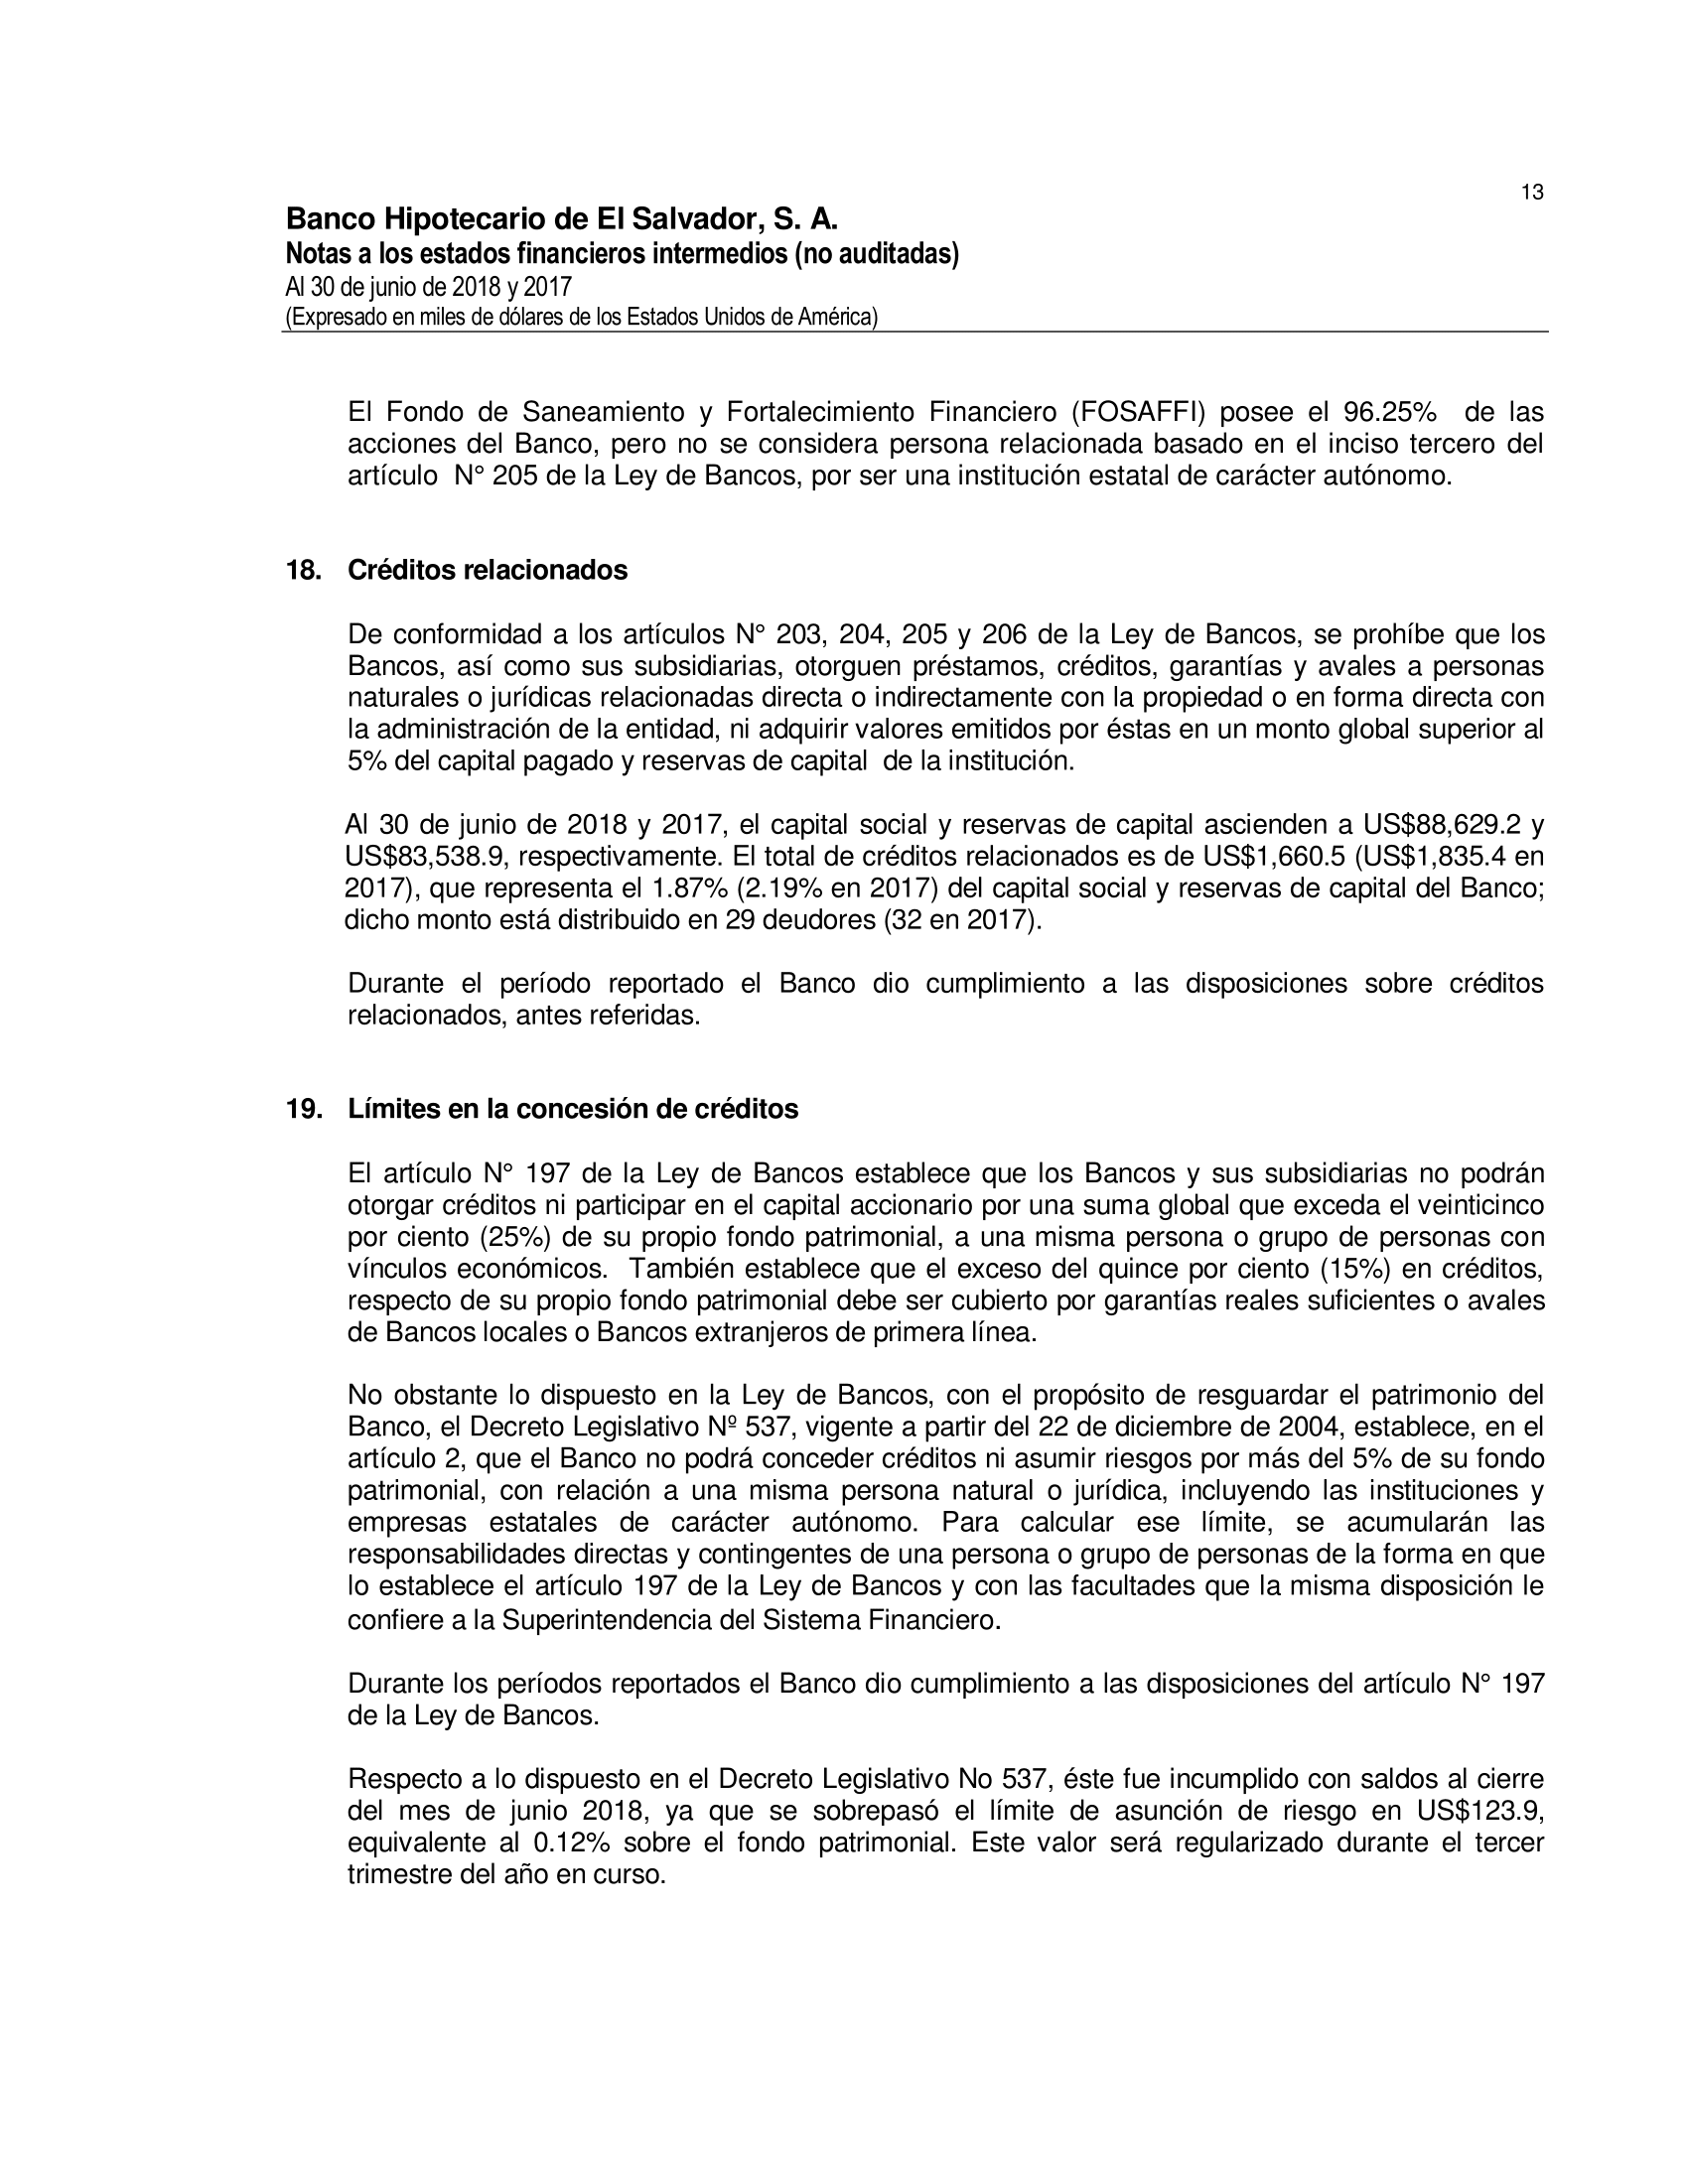 13
Banco Hipotecario de El Salvador, S. A.
Notas a los estados financieros intermedios (no auditadas)
Al 30 de junio de 2018 y 2017
(Expresado en miles de dólares de los Estados Unidos de América)
El Fondo de Saneamiento y Fortalecimiento Financiero (FOSAFFI) posee el 96.25% de las
acciones del Banco, pero no se considera persona relacionada basado en el inciso tercero del
artículo N° 205 de la Ley de Bancos, por ser una institución estatal de carácter autónomo.
18. Créditos relacionados
De conformidad a los artículos N° 203, 204, 205 y 206 de la Ley de Bancos, se prohíbe que los
Bancos, así como sus subsidiarias, otorguen préstamos, créditos, garantías y avales a personas
naturales o jurídicas relacionadas directa o indirectamente con la propiedad o en forma directa con
la administración de la entidad, ni adquirir valores emitidos por éstas en un monto global superior al
5% del capital pagado y reservas de capital de la institución.
Al 30 de junio de 2018 y 2017, el capital social y reservas de capital ascienden a US$88,629.2 y
US$83,538.9, respectivamente. El total de créditos relacionados es de US$1,660.5 (US$1,835.4 en
2017), que representa el 1.87% (2.19% en 2017) del capital social y reservas de capital del Banco;
dicho monto está distribuido en 29 deudores (32 en 2017).
Durante el período reportado el Banco dio cumplimiento a las disposiciones sobre créditos
relacionados, antes referidas.
19. Límites en la concesión de créditos
El artículo N° 197 de la Ley de Bancos establece que los Bancos y sus subsidiarias no podrán
otorgar créditos ni participar en el capital accionario por una suma global que exceda el veinticinco
por ciento (25%) de su propio fondo patrimonial, a una misma persona o grupo de personas con
vínculos económicos. También establece que el exceso del quince por ciento (15%) en créditos,
respecto de su propio fondo patrimonial debe ser cubierto por garantías reales suficientes o avales
de Bancos locales o Bancos extranjeros de primera línea.
No obstante lo dispuesto en la Ley de Bancos, con el propósito de resguardar el patrimonio del
Banco, el Decreto Legislativo Nº 537, vigente a partir del 22 de diciembre de 2004, establece, en el
artículo 2, que el Banco no podrá conceder créditos ni asumir riesgos por más del 5% de su fondo
patrimonial, con relación a una misma persona natural o jurídica, incluyendo las instituciones y
empresas estatales de carácter autónomo. Para calcular ese límite, se acumularán las
responsabilidades directas y contingentes de una persona o grupo de personas de la forma en que
lo establece el artículo 197 de la Ley de Bancos y con las facultades que la misma disposición le
confiere a la Superintendencia del Sistema Financiero.
Durante los períodos reportados el Banco dio cumplimiento a las disposiciones del artículo N° 197
de la Ley de Bancos.
Respecto a lo dispuesto en el Decreto Legislativo No 537, éste fue incumplido con saldos al cierre
del mes de junio 2018, ya que se sobrepasó el límite de asunción de riesgo en US$123.9,
equivalente al 0.12% sobre el fondo patrimonial. Este valor será regularizado durante el tercer
trimestre del año en curso.